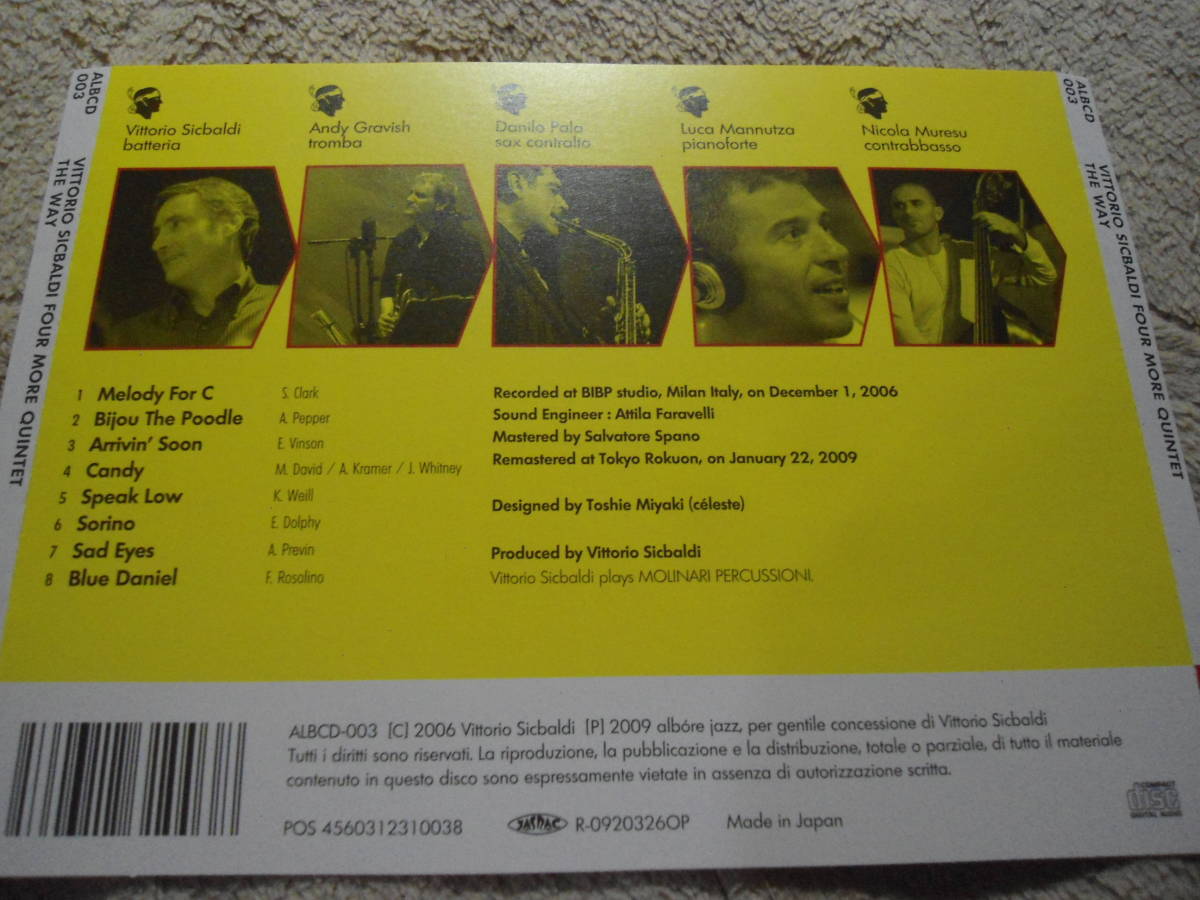 ALBCD
003
VITTORIO SICBALDI FOUR MORE QUINTET
THE WAY
Vittorio Sicbaldi
batteria
Andy Gravish
tromba
Danilo Pala
sax contralto
Luca Mannutza
pianoforte
Nicola Muresu
contrabbasso
ALBCD
003
VITTORIO SICBALDI FOUR MORE QUINTET
THE WAY
1 Melody For C S. Clark
2 Bijou The Poodle A. Pepper
3 Arrivin' Soon E. Vinson
4 Candy M. David / A. Kramer / J. Whitney
5 Speak Low K. Weill
6 Sorino E. Dolphy
7 Sad Eyes A. Previn
8 Blue Daniel F. Rosolino
Recorded at BIBP studio, Milan Italy, on December 1, 2006
Sound Engineer : Attila Faravelli
Mastered by Salvatore Spano
Remastered at Tokyo Rokuon, on January 22, 2009
Designed by Toshie Miyaki (céleste)
Produced by Vittorio Sicbaldi
Vittorio Sicbaldi plays MOLINARI PERCUSSIONI.
ALBCD-003 [C] 2006 Vittorio Sicbaldi [P] 2009 albóre jazz, per gentile concessione di Vittorio Sicbaldi
Tutti i diritti sono riservati. La riproduzione, la pubblicazione e la distribuzione, totale o parziale, di tutto il materiale
contenuto in questo disco sono espressamente vietate in assenza di autorizzazione scritta.
POS 4560312310038 JASRAC R-0920326OP Made in Japan
COMPACT
disc
DIGITAL AUDIO